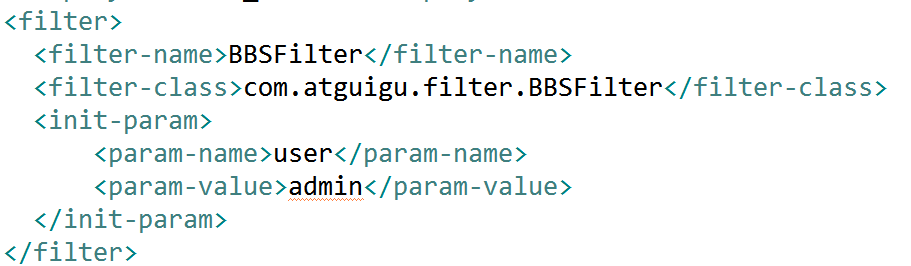 <filter>
<filter-name>BBSFilter</filter-name>
<filter-class>com.atguigu.filter.BBSFilter</filter-class>
<init-param>
<param-name>user</param-name>
<param-value>admin</param-value>
</init-param>
</filter>